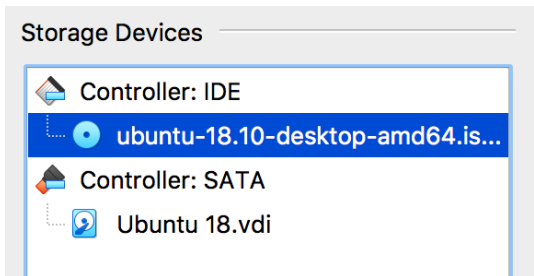 Storage Devices
Controller: IDE
ubuntu-18.10-desktop-amd64.is...
Controller: SATA
Ubuntu 18.vdi